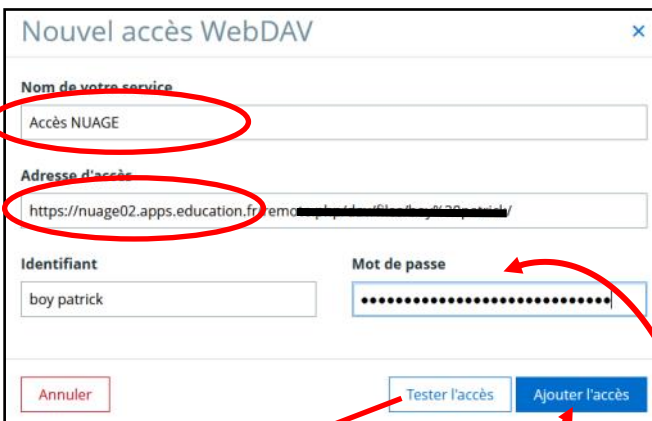 Nouvel accès WebDAV
Nom de votre service
Accès NUAGE
Adresse d'accès
https://nuage02.apps.education.fr/remo
Identifiant
Mot de passe
boy patrick
Annuler
Tester l'accès
Ajouter l'accès